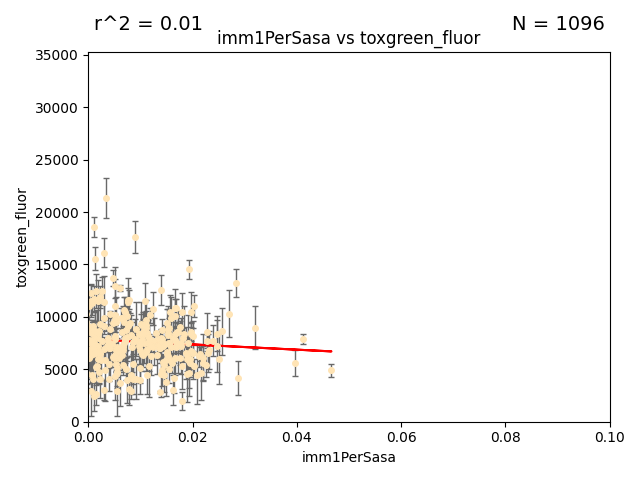 r^2 = 0.01
N = 1096
imm1PerSasa vs toxgreen_fluor
35000
30000
25000
20000
15000
10000
5000
0
toxgreen_fluor
0.00 0.02 0.04 0.06 0.08 0.10
imm1PerSasa